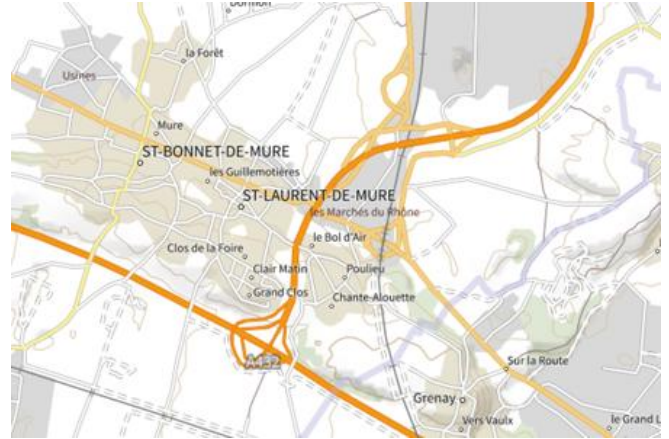 la Forêt
Usines
Mure
ST-BONNET-DE-MURE
les Guillemotières
ST-LAURENT-DE-MURE
les Marchés du Rhône
le Bol d'Air
Clos de la Foire
Clair Matin
Poulieu
Grand Clos
Chante-Alouette
Sur la Route
Grenay
le Grand L
Vers Vaulx